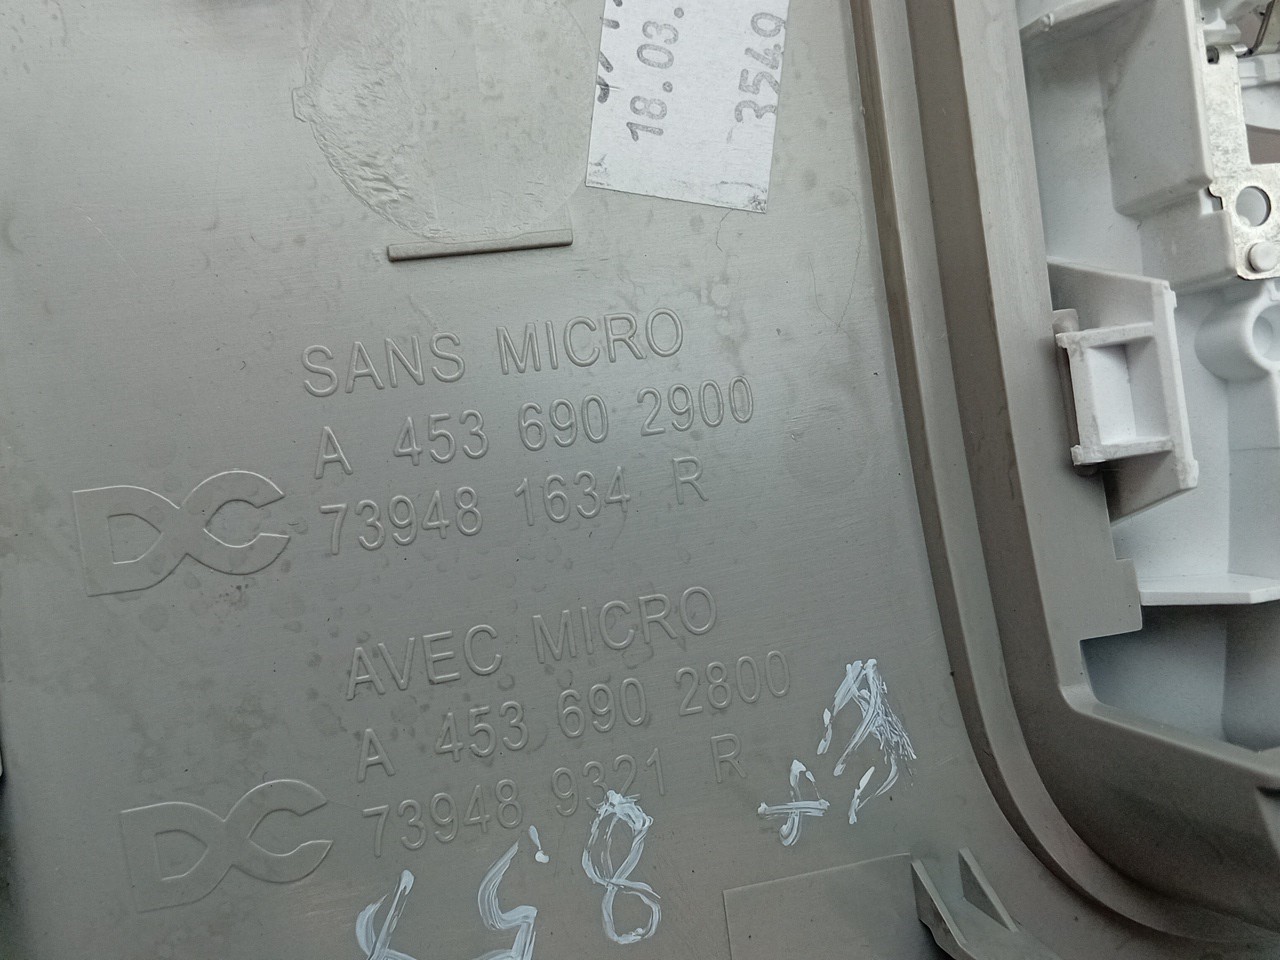 18.03.
3549
SANS MICRO
A 453 690 2900
DC 73948 1634 R
AVEC MICRO
A 453 690 2800
DC 73948 9321 R